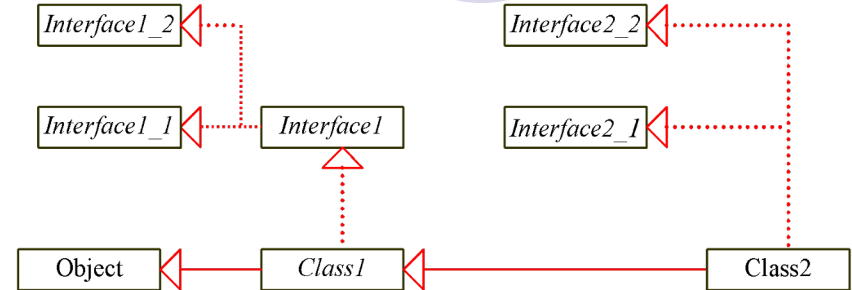 Interface1_2
Interface2_2
Interface1_1
Interface1
Interface2_1
Object
Class1
Class2